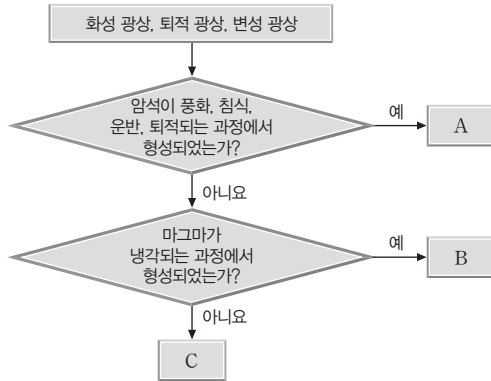 화성 광상, 퇴적 광상, 변성 광상
암석이 풍화, 침식,
운반, 퇴적되는 과정에서
형성되었는가?
예
A
아니요
마그마가
냉각되는 과정에서
형성되었는가?
예
B
아니요
C